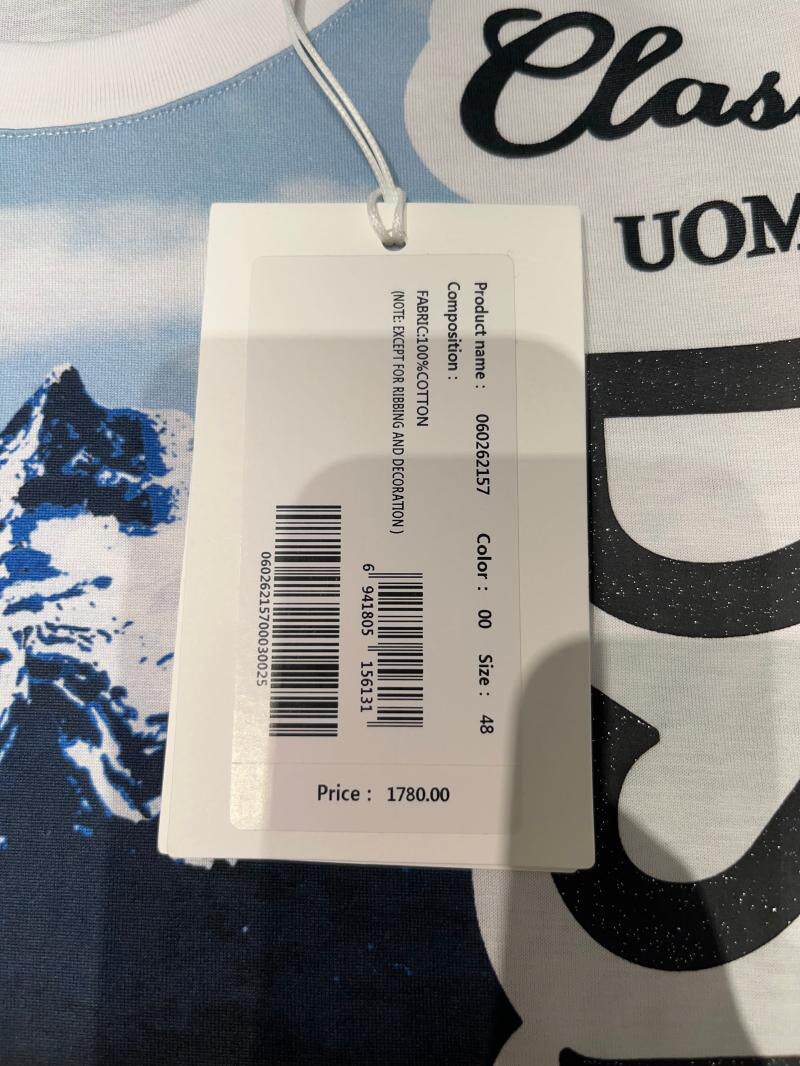 Clas
UOM
Product name : 060262157 Color : 00 Size : 48
Composition :
FABRIC:100%COTTON
(NOTE: EXCEPT FOR RIBBING AND DECORATION )
6 941805 156131
06026215700030025
Price : 1780.00